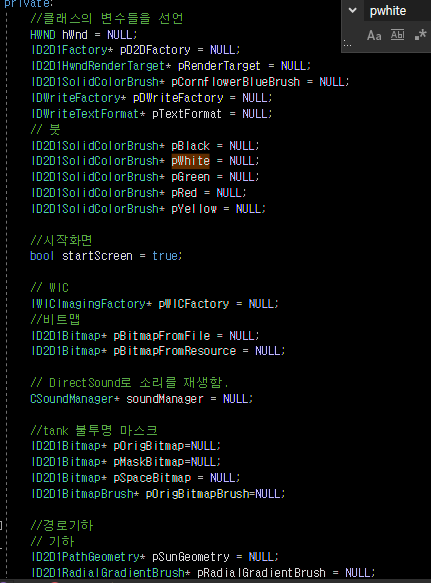 private:
//클래스의 변수들을 선언
HWND hWnd = NULL;
ID2D1Factory* pD2DFactory = NULL;
ID2D1HwndRenderTarget* pRenderTarget = NULL;
ID2D1SolidColorBrush* pCornflowerBlueBrush = NULL;
IDWriteFactory* pDWriteFactory = NULL;
IDWriteTextFormat* pTextFormat = NULL;
// 붓
ID2D1SolidColorBrush* pBlack = NULL;
ID2D1SolidColorBrush* pWhite = NULL;
ID2D1SolidColorBrush* pGreen = NULL;
ID2D1SolidColorBrush* pRed = NULL;
ID2D1SolidColorBrush* pYellow = NULL;
//시작화면
bool startScreen = true;
// WIC
IWICImagingFactory* pWICFactory = NULL;
//비트맵
ID2D1Bitmap* pBitmapFromFile = NULL;
ID2D1Bitmap* pBitmapFromResource = NULL;
// DirectSound로 소리를 재생함.
CSoundManager* soundManager = NULL;
//tank 불투명 마스크
ID2D1Bitmap* pOrigBitmap=NULL;
ID2D1Bitmap* pMaskBitmap=NULL;
ID2D1Bitmap* pSpaceBitmap = NULL;
ID2D1BitmapBrush* pOrigBitmapBrush=NULL;
//경로기하
// 기하
ID2D1PathGeometry* pSunGeometry = NULL;
ID2D1RadialGradientBrush* pRadialGradientBrush = NULL;
pwhite
Aa Ab .*